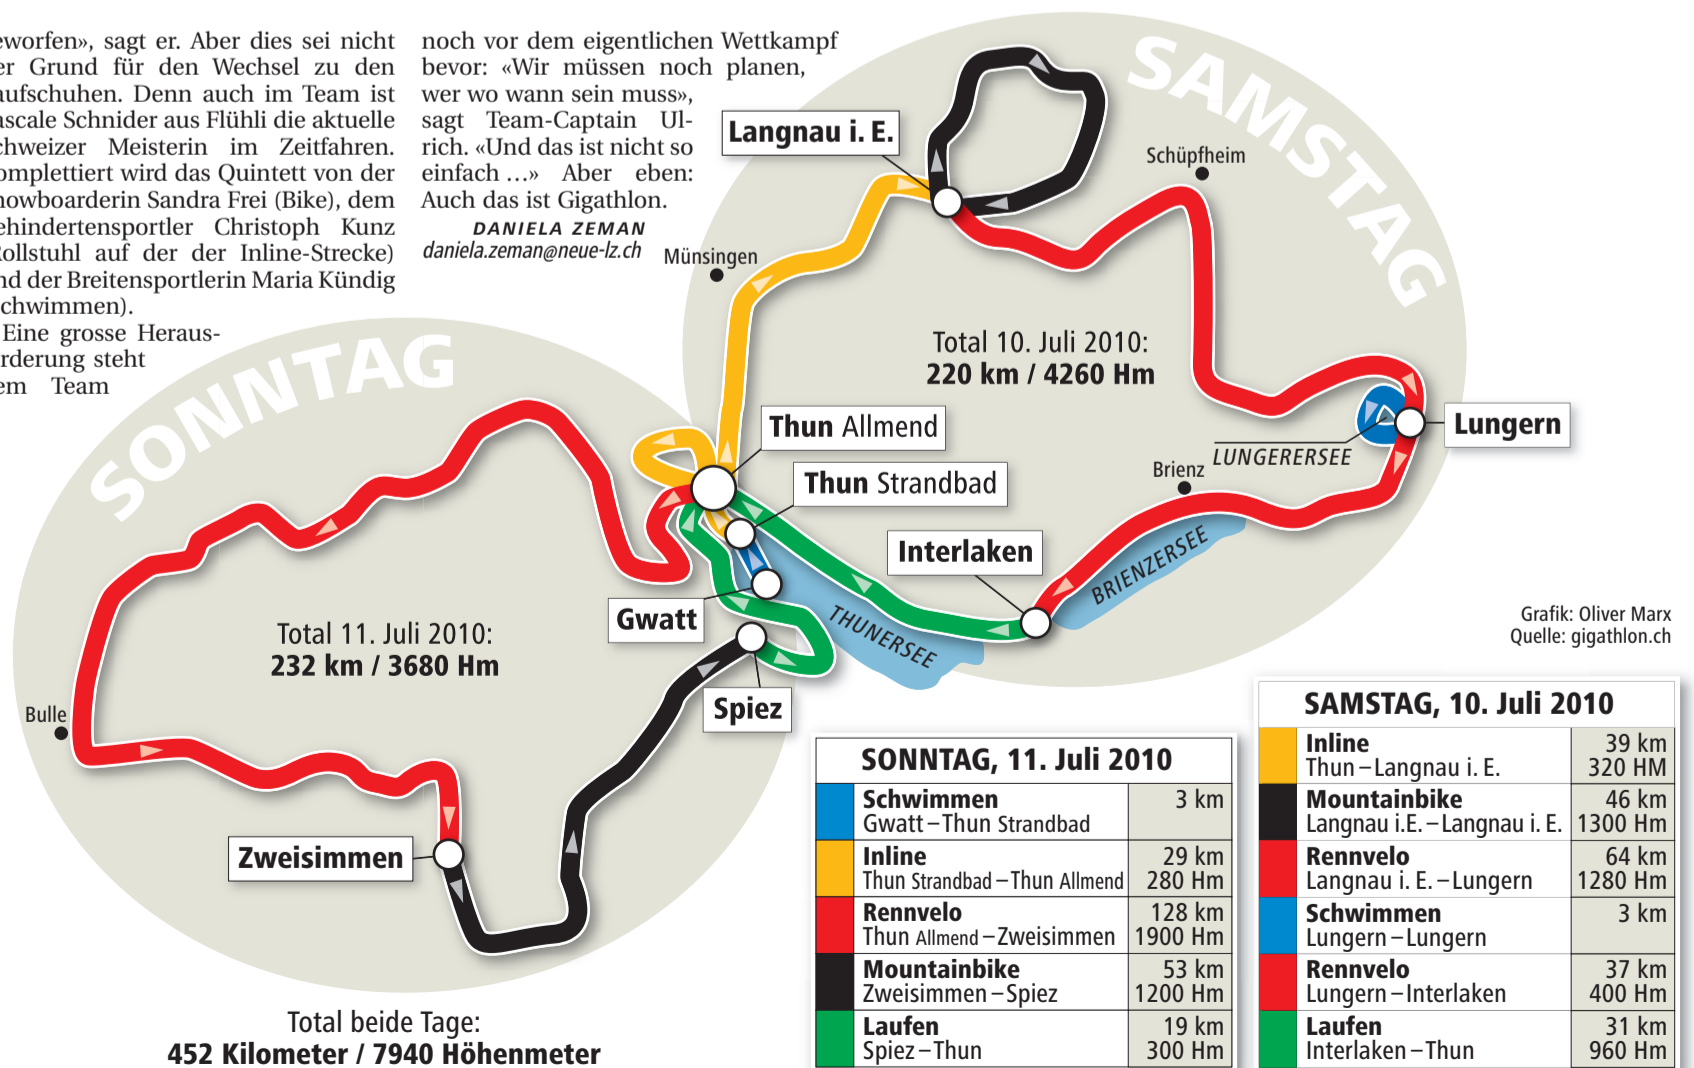 eworfen», sagt er. Aber dies sei nicht
er Grund für den Wechsel zu den
aufschuhen. Denn auch im Team ist
ascale Schnider aus Flühli die aktuelle
chweizer Meisterin im Zeitfahren.
omplettiert wird das Quintett von der
nowboarderin Sandra Frei (Bike), dem
ehindertensportler Christoph Kunz
Rollstuhl auf der der Inline-Strecke)
nd der Breitensportlerin Maria Kündig
chwimmen).
Eine grosse Heraus-
rderung steht
em Team
noch vor dem eigentlichen Wettkampf
bevor: «Wir müssen noch planen,
wer wo wann sein muss»,
sagt Team-Captain Ul-
rich. «Und das ist nicht so
einfach …» Aber eben:
Auch das ist Gigathlon.
DANIELA ZEMAN
daniela.zeman@neue-lz.ch
SAMSTAG
Langnau i. E.
Schüpfheim
Münsingen
Total 10. Juli 2010:
220 km / 4260 Hm
Lungern
LUNGERERSEE
Brienz
BRIENZERSEE
Interlaken
THUNERSEE
Thun Allmend
Thun Strandbad
SONNTAG
Gwatt
Spiez
Total 11. Juli 2010:
232 km / 3680 Hm
Bulle
Zweisimmen
Total beide Tage:
452 Kilometer / 7940 Höhenmeter
Grafik: Oliver Marx
Quelle: gigathlon.ch
SONNTAG, 11. Juli 2010
Schwimmen 3 km
Gwatt – Thun Strandbad
Inline 29 km
Thun Strandbad – Thun Allmend 280 Hm
Rennvelo 128 km
Thun Allmend – Zweisimmen 1900 Hm
Mountainbike 53 km
Zweisimmen – Spiez 1200 Hm
Laufen 19 km
Spiez – Thun 300 Hm
SAMSTAG, 10. Juli 2010
Inline 39 km
Thun – Langnau i. E. 320 HM
Mountainbike 46 km
Langnau i.E. – Langnau i. E. 1300 Hm
Rennvelo 64 km
Langnau i. E. – Lungern 1280 Hm
Schwimmen 3 km
Lungern – Lungern
Rennvelo 37 km
Lungern – Interlaken 400 Hm
Laufen 31 km
Interlaken – Thun 960 Hm